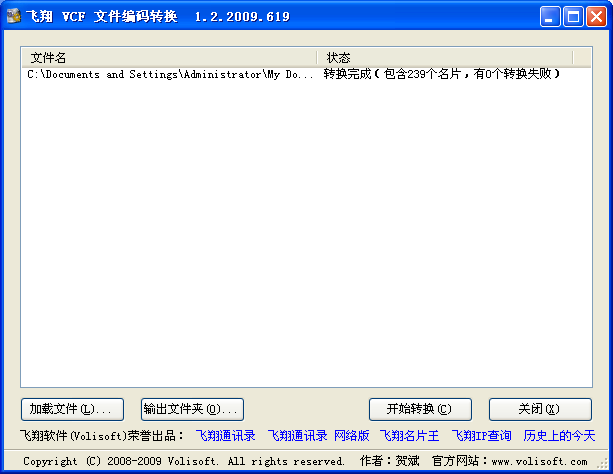 飞翔 VCF 文件编码转换 1.2.2009.619
文件名 状态
C:\Documents and Settings\Administrator\My Do... 转换完成(包含239个名片，有0个转换失败)
加载文件(L)... 输出文件夹(O)... 开始转换(C) 关闭(X)
飞翔软件(Volisoft)荣誉出品： 飞翔通讯录 飞翔通讯录 网络版 飞翔名片王 飞翔IP查询 历史上的今天
Copyright (C) 2008-2009 Volisoft. All rights reserved. 作者：贺斌 官方网站：www.volisoft.com